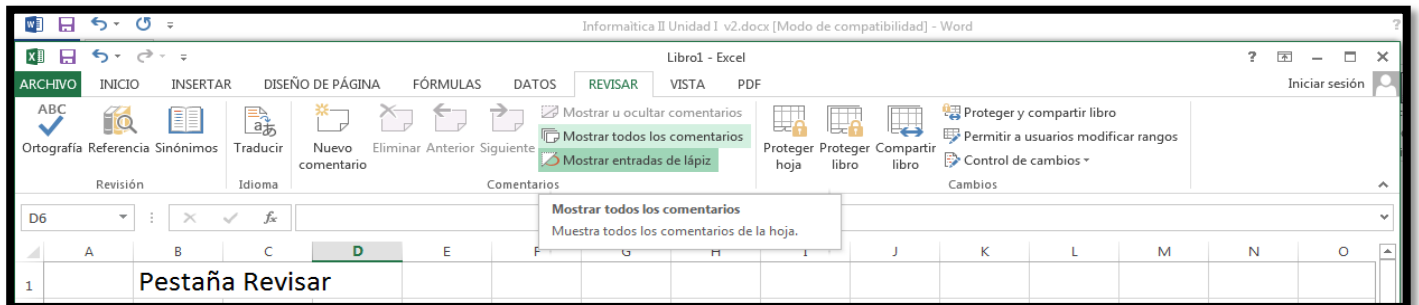 Informàtica II Unidad I v2.docx [Modo de compatibilidad] - Word ?
Libro1 - Excel ?
ARCHIVO INICIO INSERTAR DISEÑO DE PÁGINA FÓRMULAS DATOS REVISAR VISTA PDF Iniciar sesión
ABC Ortografía
Referencia
Sinónimos
Revisión
Traducir
Idioma
Nuevo
comentario
Eliminar
Anterior
Siguiente
Mostrar u ocultar comentarios
Mostrar todos los comentarios
Mostrar entradas de lápiz
Comentarios
Proteger
hoja
Proteger
libro
Compartir
libro
Proteger y compartir libro
Permitir a usuarios modificar rangos
Control de cambios
Cambios
D6 fx
Mostrar todos los comentarios
Muestra todos los comentarios de la hoja.
A B C D E F G H I J K L M N O
1 Pestaña Revisar